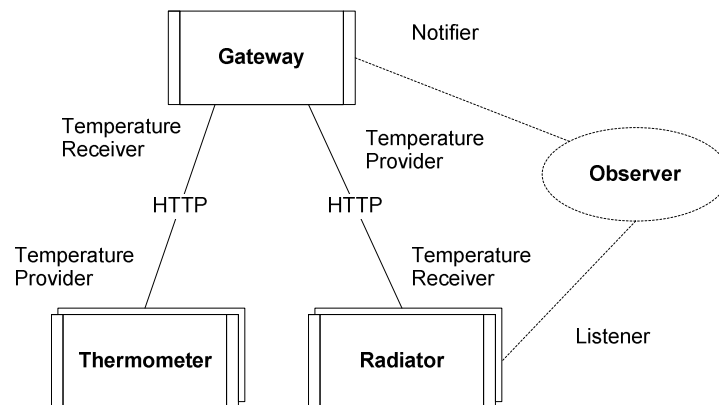 Notifier
Gateway
Temperature
Receiver
Temperature
Provider
Observer
HTTP
HTTP
Temperature
Provider
Temperature
Receiver
Listener
Thermometer
Radiator